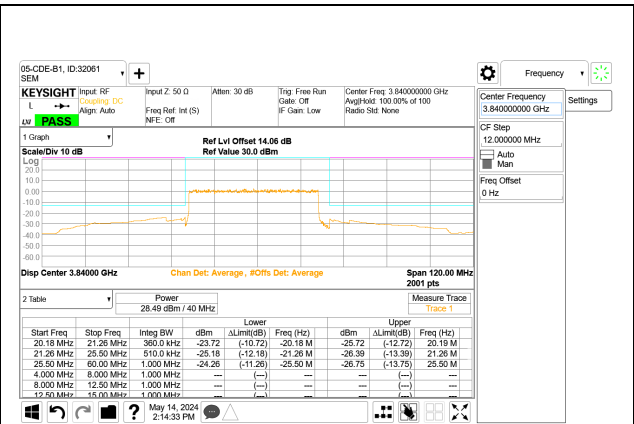 05-CDE-B1, ID:32061
SEM
Frequency
KEYSIGHT
L
PASS
Input: RF
Coupling: DC
Align: Auto
Input Z: 50 Ω
Freq Ref: Int (S)
NFE: Off
Atten: 30 dB
Trig: Free Run
Gate: Off
IF Gain: Low
Center Freq: 3.840000000 GHz
Avg|Hold: 100.00% of 100
Radio Std: None
Center Frequency
3.840000000 GHz
Settings
CF Step
12.000000 MHz
Auto
Man
Freq Offset
0 Hz
1 Graph
Scale/Div 10 dB
Ref Lvl Offset 14.06 dB
Ref Value 30.0 dBm
Log
20.0
10.0
0.00
-10.0
-20.0
-30.0
-40.0
-50.0
-60.0
Disp Center 3.84000 GHz
Chan Det: Average, #Offs Det: Average
Span 120.00 MHz
2001 pts
2 Table
Power
28.49 dBm / 40 MHz
Measure Trace
Trace 1
Lower Upper
Start Freq Stop Freq Integ BW dBm ΔLimit(dB) Freq (Hz) dBm ΔLimit(dB) Freq (Hz)
20.18 MHz 21.26 MHz 360.0 kHz -23.72 (-10.72) -20.18 M -25.72 (-12.72) 20.19 M
21.26 MHz 25.50 MHz 510.0 kHz -25.18 (-12.18) -21.26 M -26.39 (-13.39) 21.26 M
25.50 MHz 60.00 MHz 1.000 MHz -24.26 (-11.26) -25.50 M -26.75 (-13.75) 25.50 M
4.000 MHz 8.000 MHz 1.000 MHz --- (---) --- --- (---) ---
8.000 MHz 12.50 MHz 1.000 MHz --- (---) --- --- (---) ---
12.50 MHz 15.00 MHz 1.000 MHz --- (---) --- --- (---) ---
May 14, 2024
2:14:33 PM